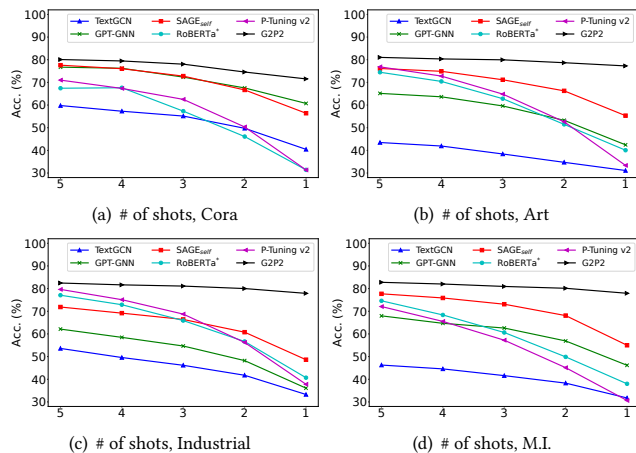 100
90
80
70
60
50
40
30
Acc. (%)
TextGCN SAGEself P-Tuning v2
GPT-GNN RoBERTa* G2P2
5 4 3 2 1
(a) # of shots, Cora
100
90
80
70
60
50
40
30
Acc. (%)
TextGCN SAGEself P-Tuning v2
GPT-GNN RoBERTa* G2P2
5 4 3 2 1
(b) # of shots, Art
100
90
80
70
60
50
40
30
Acc. (%)
TextGCN SAGEself P-Tuning v2
GPT-GNN RoBERTa* G2P2
5 4 3 2 1
(c) # of shots, Industrial
100
90
80
70
60
50
40
30
Acc. (%)
TextGCN SAGEself P-Tuning v2
GPT-GNN RoBERTa* G2P2
5 4 3 2 1
(d) # of shots, M.I.